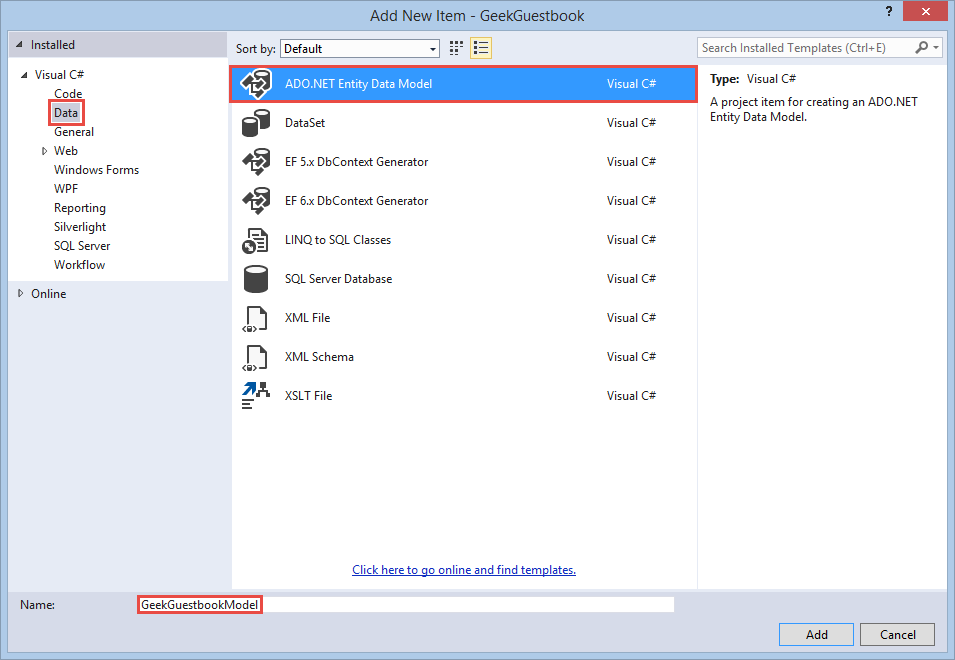 Add New Item - GeekGuestbook
?
Installed
Sort by: Default
Search Installed Templates (Ctrl+E)
Visual C#
Code
Data
General
Web
Windows Forms
WPF
Reporting
Silverlight
SQL Server
Workflow
Online
ADO.NET Entity Data Model Visual C#
DataSet Visual C#
EF 5.x DbContext Generator Visual C#
EF 6.x DbContext Generator Visual C#
LINQ to SQL Classes Visual C#
SQL Server Database Visual C#
XML File Visual C#
XML Schema Visual C#
XSLT File Visual C#
Click here to go online and find templates.
Type: Visual C#
A project item for creating an ADO.NET
Entity Data Model.
Name: GeekGuestbookModel
Add Cancel